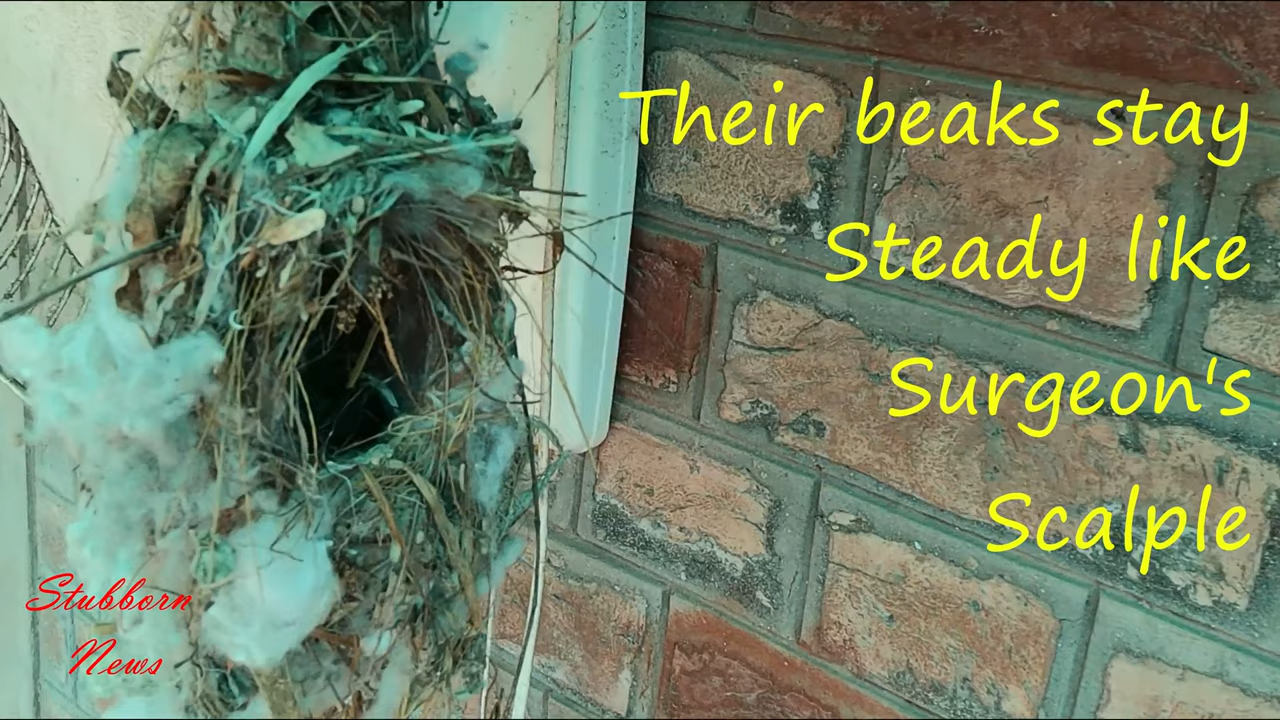 Their beaks stay
Steady like
Surgeon's
Scalple
Stubborn
News